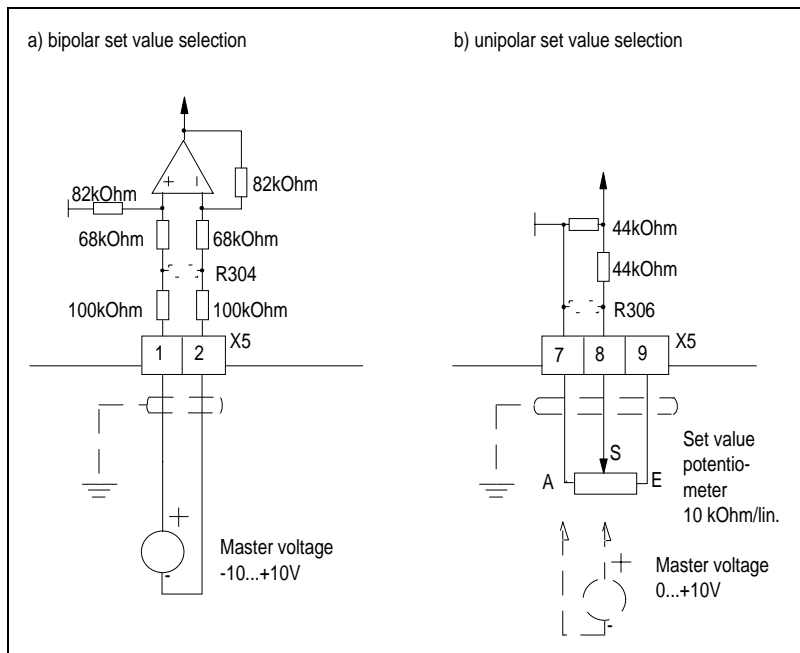 a) bipolar set value selection
+ -
82kOhm
82kOhm
68kOhm
68kOhm
R304
100kOhm
100kOhm
1 2
X5
+
-
Master voltage
-10...+10V
b) unipolar set value selection
44kOhm
44kOhm
R306
7 8 9
X5
S
A
E
Set value
potentio-
meter
10 kOhm/lin.
+
-
Master voltage
0...+10V